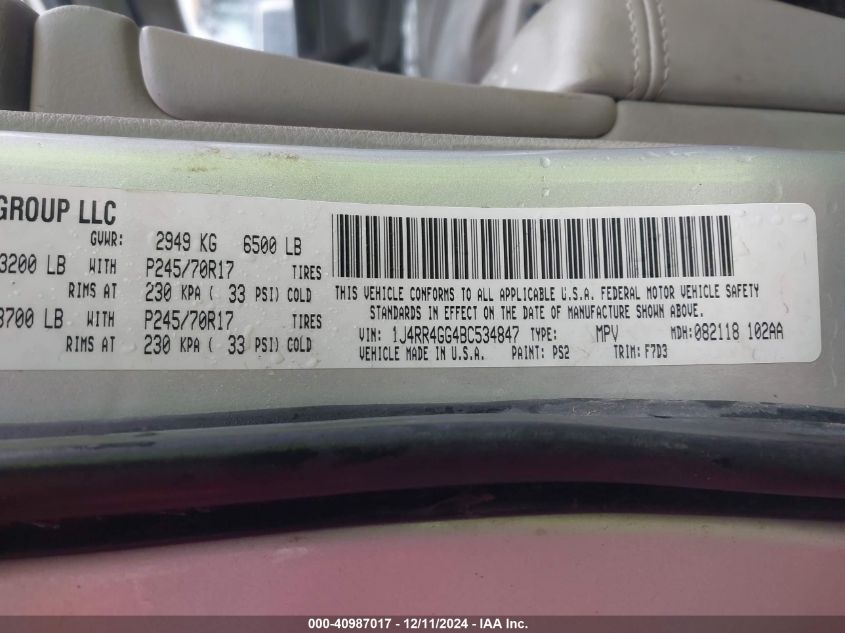 GROUP LLC
GVWR: 2949 KG 6500 LB
3200 LB WITH P245/70R17 TIRES
RIMS AT 230 KPA ( 33 PSI) COLD
3700 LB WITH P245/70R17 TIRES
RIMS AT 230 KPA ( 33 PSI) COLD
THIS VEHICLE CONFORMS TO ALL APPLICABLE U.S.A. FEDERAL MOTOR VEHICLE SAFETY
STANDARDS IN EFFECT ON THE DATE OF MANUFACTURE SHOWN ABOVE.
VIN: 1J4RR4GG4BC534847 TYPE: MPV MDH: 082118 102AA
VEHICLE MADE IN U.S.A. PAINT: PS2 TRIM: F7D3
000-40987017 - 12/11/2024 - IAA, Inc.